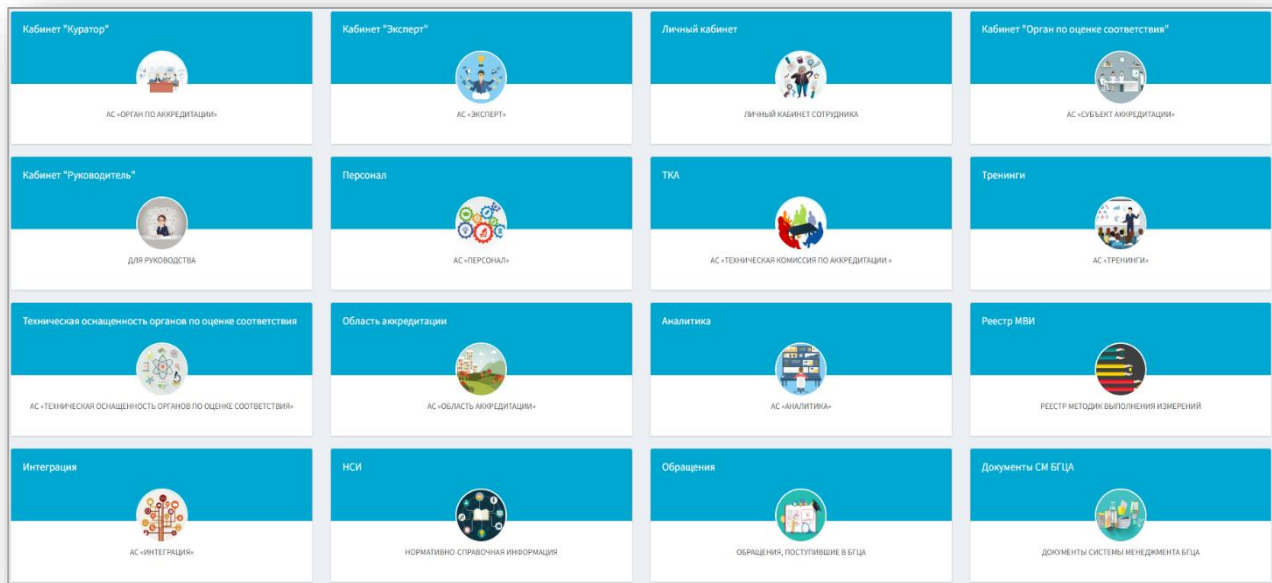 Кабинет "Куратор"
АС «ОРГАН ПО АККРЕДИТАЦИИ»
Кабинет "Эксперт"
АС «ЭКСПЕРТ»
Личный кабинет
ЛИЧНЫЙ КАБИНЕТ СОТРУДНИКА
Кабинет "Орган по оценке соответствия"
АС «СУБЪЕКТ АККРЕДИТАЦИИ»
Кабинет "Руководитель"
ДЛЯ РУКОВОДСТВА
Персонал
АС «ПЕРСОНАЛ»
ТКА
АС «ТЕХНИЧЕСКАЯ КОМИССИЯ ПО АККРЕДИТАЦИИ »
Тренинги
АС «ТРЕНИНГИ»
Техническая оснащенность органов по оценке соответствия
АС «ТЕХНИЧЕСКАЯ ОСНАЩЕННОСТЬ ОРГАНОВ ПО ОЦЕНКЕ СООТВЕТСТВИЯ»
Область аккредитации
АС «ОБЛАСТЬ АККРЕДИТАЦИИ»
Аналитика
АС «АНАЛИТИКА»
Реестр МВИ
РЕЕСТР МЕТОДИК ВЫПОЛНЕНИЯ ИЗМЕРЕНИЙ
Интеграция
АС «ИНТЕГРАЦИЯ»
НСИ
НОРМАТИВНО-СПРАВОЧНАЯ ИНФОРМАЦИЯ
Обращения
ОБРАЩЕНИЯ, ПОСТУПИВШИЕ В БГЦА
Документы СМ БГЦА
ДОКУМЕНТЫ СИСТЕМЫ МЕНЕДЖМЕНТА БГЦА